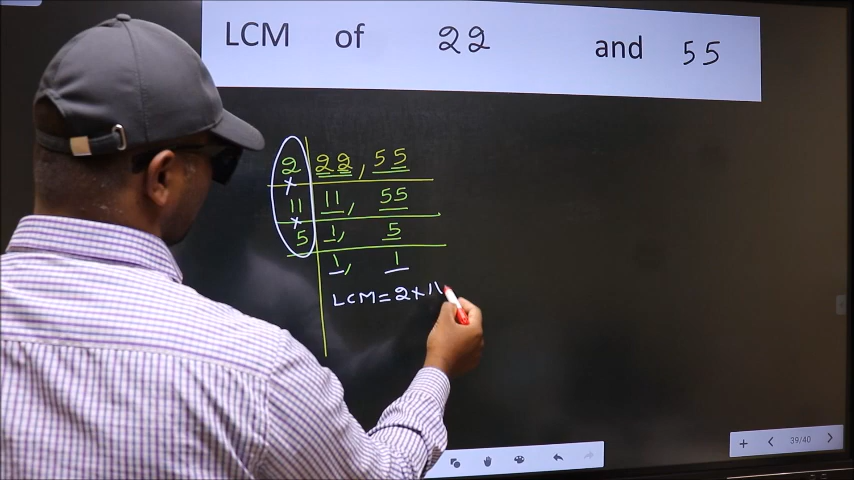 LCM of 22 and 55
2 22, 55
11 11, 55
5 1, 5
1, 1
LCM = 2 × 11
39/40